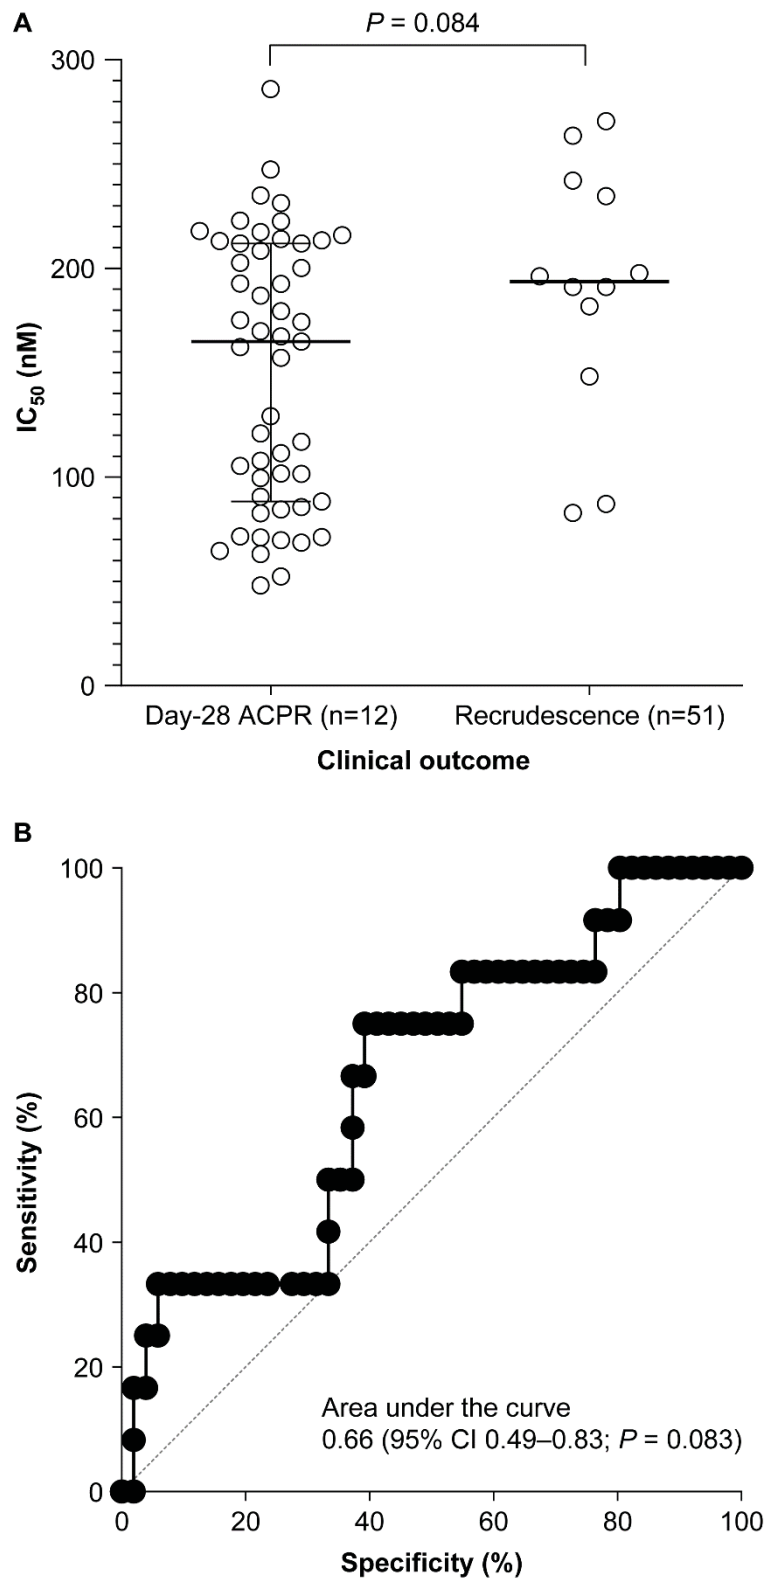 A
P = 0.084
300
200
100
0
IC50 (nM)
Day-28 ACPR (n=12)
Recrudescence (n=51)
Clinical outcome
B
100
80
60
40
20
0
Sensitivity (%)
Area under the curve
0.66 (95% CI 0.49–0.83; P = 0.083)
0
20
40
60
80
100
Specificity (%)